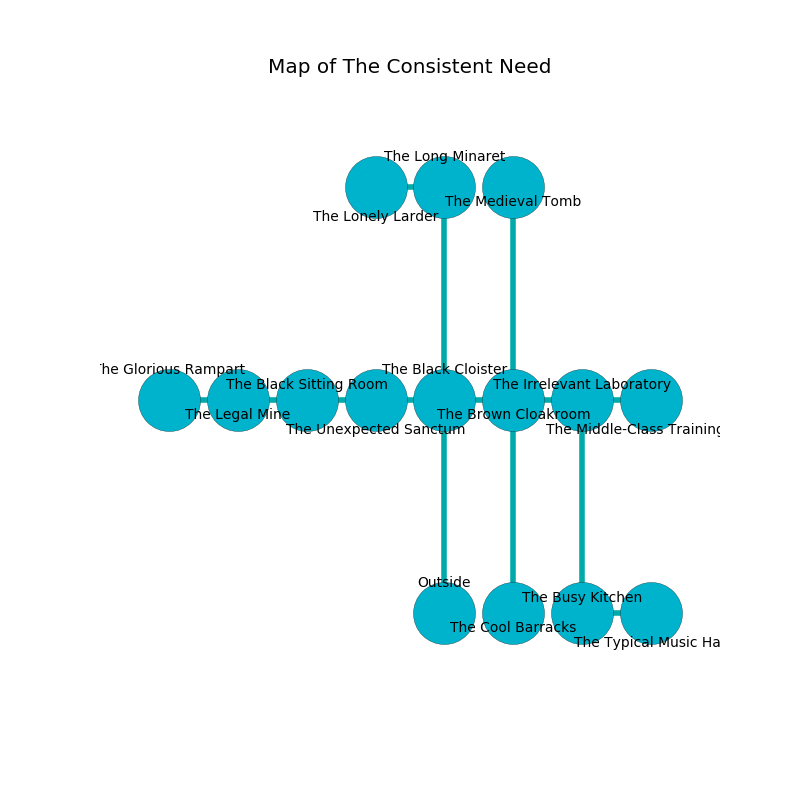 Map of The Consistent Need
The Long Minaret
The Medieval Tomb
The Lonely Larder
he Glorious Rampart
The Black Cloister
The Black Sitting Room
The Irrelevant Laboratory
The Legal Mine
The Brown Cloakroom
The Unexpected Sanctum
The Middle-Class Training
Outside
The Busy Kitchen
The Cool Barracks
The Typical Music Ha